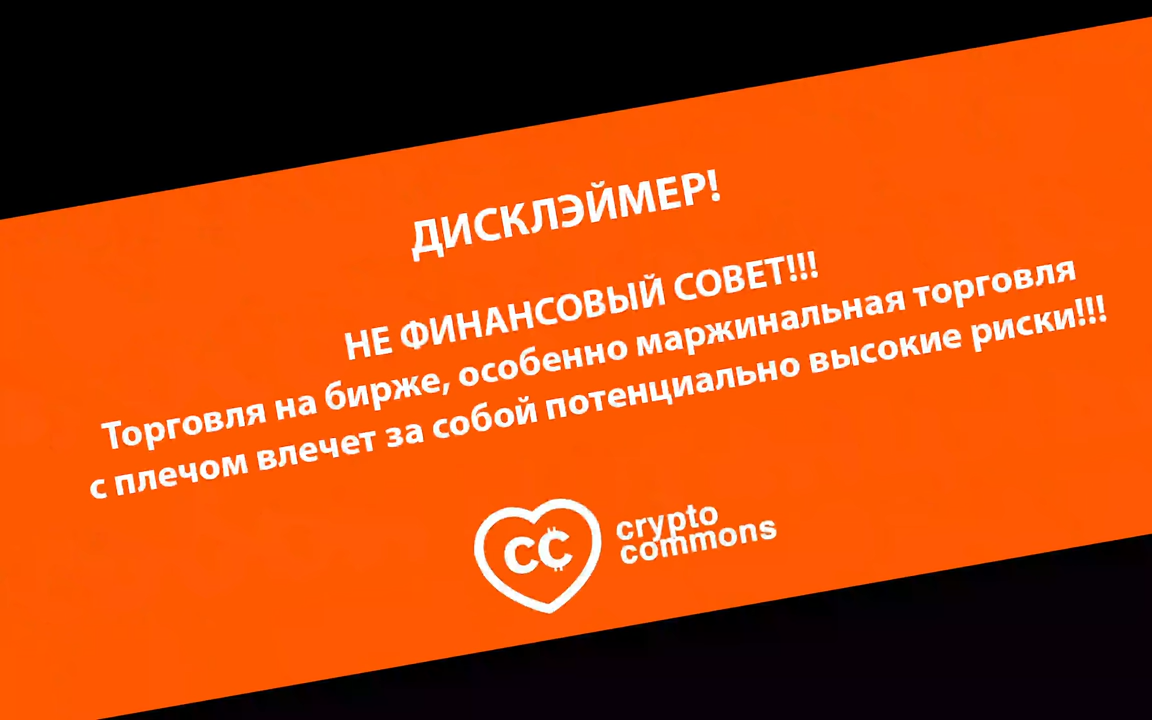 ДИСКЛЭЙМЕР!
НЕ ФИНАНСОВЫЙ СОВЕТ!!!
Торговля на бирже, особенно маржинальная торговля
с плечом влечет за собой потенциально высокие риски!!!
CC
crypto
commons